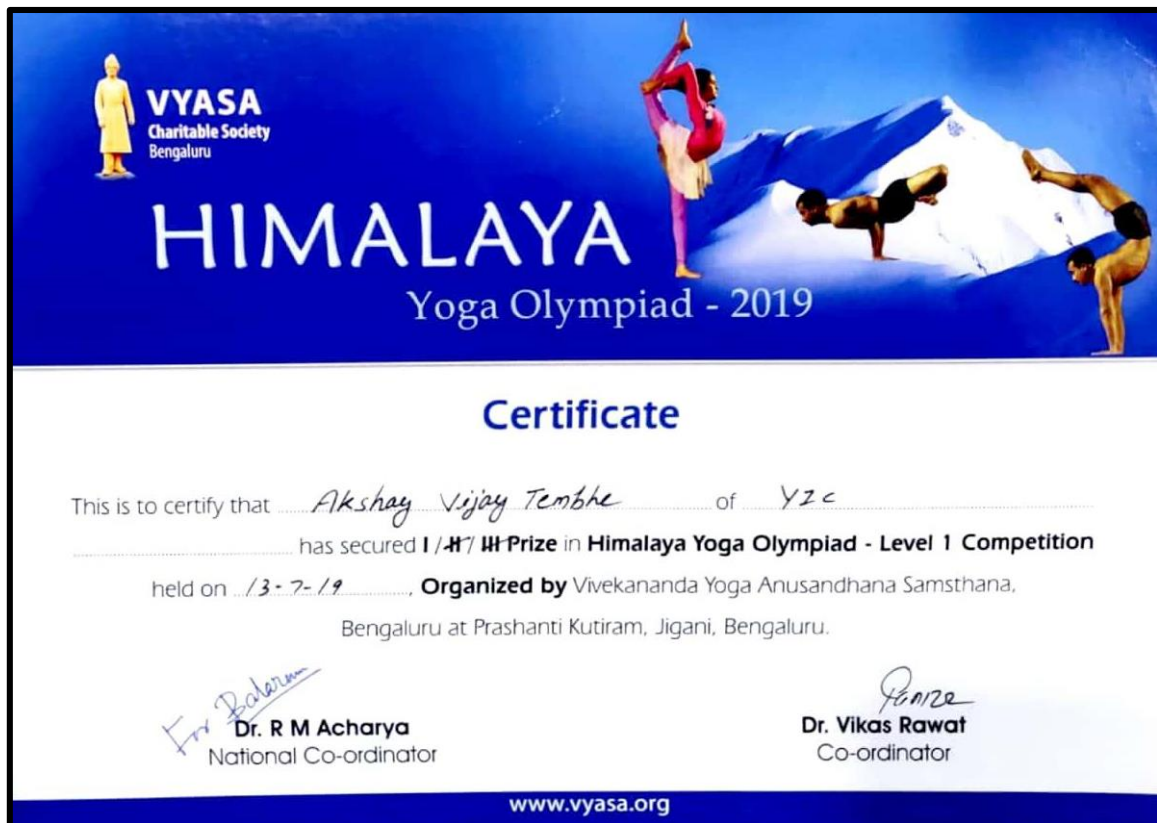 VYASA
Charitable Society
Bengaluru
HIMALAYA
Yoga Olympiad - 2019
Certificate
This is to certify that Akshay Vijay Tembhe of YIC
has secured I / II / III Prize in Himalaya Yoga Olympiad - Level 1 Competition
held on 13-7-19, Organized by Vivekananda Yoga Anusandhana Samsthana,
Bengaluru at Prashanti Kutiram, Jigani, Bengaluru.
For
Dr. R M Acharya
National Co-ordinator
Dr. Vikas Rawat
Co-ordinator
www.vyasa.org